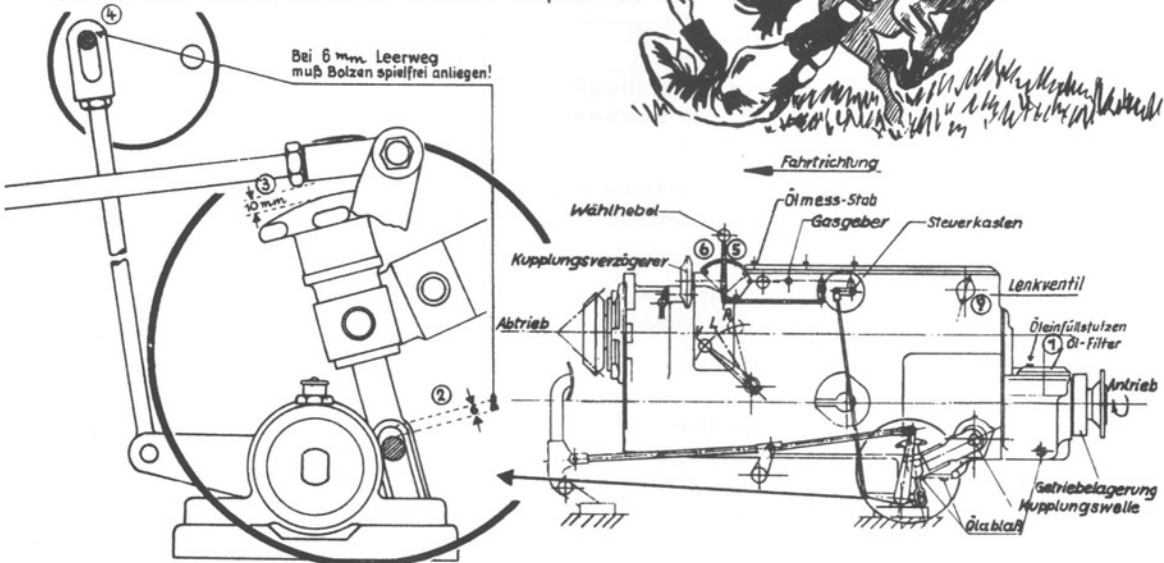 ④
Bei 6 mm Leerweg
muß Bolzen spielfrei anliegen!
③
10 mm
②
6
Fahrtrichtung
Ölmess-Stab
Wählhebel
Gasgeber
Steuerkasten
⑥ ⑤
Kupplungsverzögerer
Lenkventil
Abtrieb
V L R
Öleinfüllstutzen
Öl-Filter
①
Antrieb
Getriebelagerung
Kupplungswelle
Ölablaß